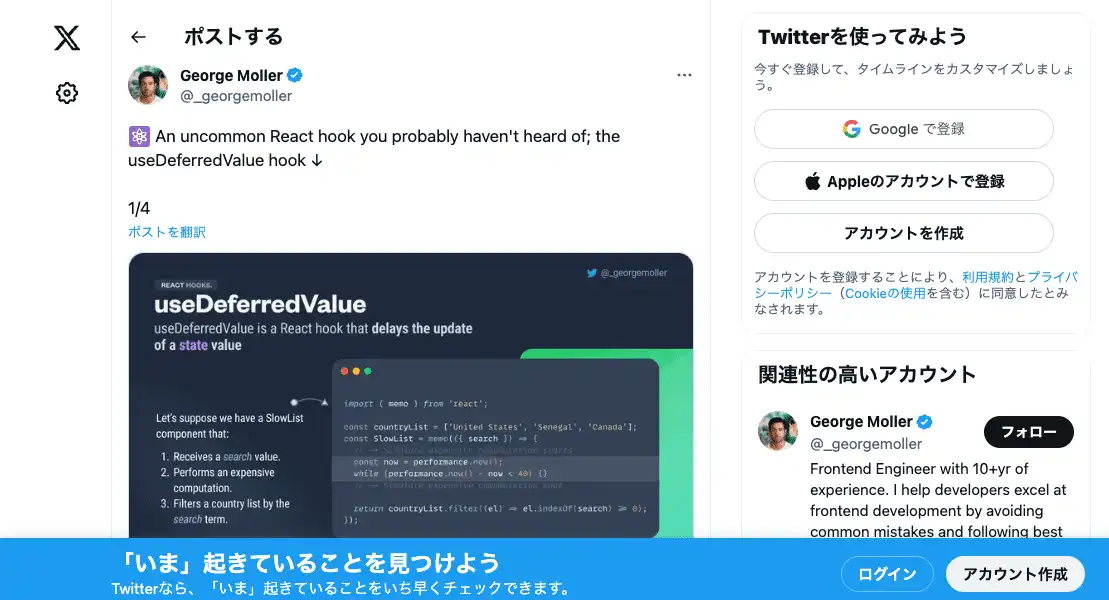 ポストする
George Moller
@_georgemoller
An uncommon React hook you probably haven't heard of; the
useDeferredValue hook ↓
1/4
ポストを翻訳
@_georgemoller
REACT HOOKS.
useDeferredValue
useDeferredValue is a React hook that delays the update
of a state value
Let's suppose we have a SlowList
component that:
1. Receives a search value.
2. Performs an expensive
computation.
3. Filters a country list by the
search term.
import { memo } from 'react';
const countryList = ['United States', 'Senegal', 'Canada'];
const SlowList = memo(({ search }) => {
const now = performance.now();
while (performance.now() - now < 40) {}
return countryList.filter((el) => el.indexOf(search) >= 0);
});
Twitterを使ってみよう
今すぐ登録して、タイムラインをカスタマイズしましょ
う。
Google で登録
Appleのアカウントで登録
アカウントを作成
アカウントを登録することにより、利用規約とプライバ
シーポリシー（Cookieの使用を含む）に同意したとみ
なされます。
関連性の高いアカウント
George Moller
@_georgemoller
フォロー
Frontend Engineer with 10+yr of
experience. I help developers excel at
frontend development by avoiding
common mistakes and following best
「いま」起きていることを見つけよう
Twitterなら、「いま」起きていることをいち早くチェックできます。
ログイン
アカウント作成